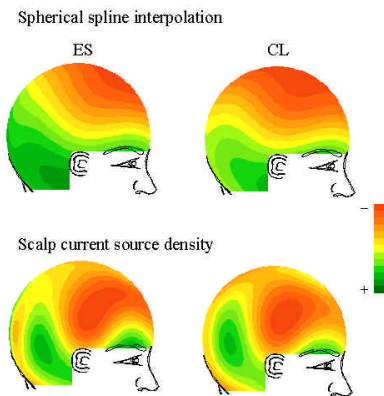 Spherical spline interpolation
ES CL
−
Scalp current source density
+